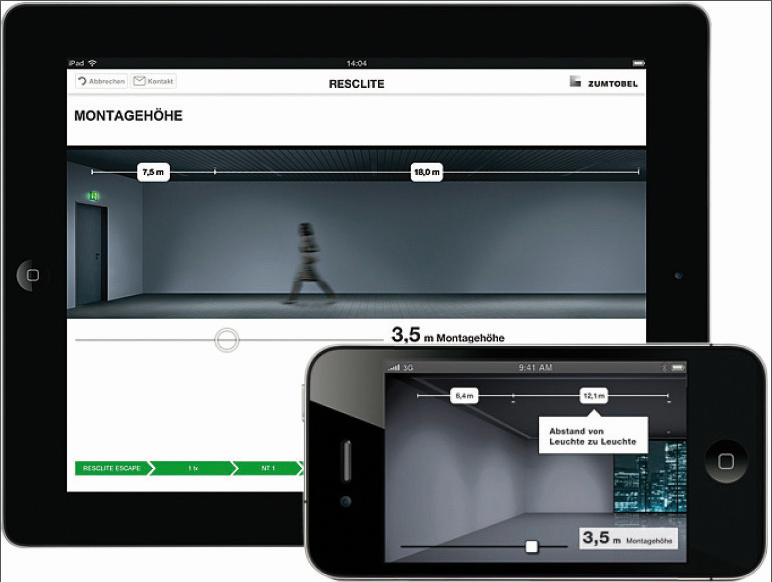 iPad
14:04
Abbrechen
Kontakt
RESCLITE
ZUMTOBEL
MONTAGEHÖHE
7,5 m
18,0 m
3,5 m Montagehöhe
RESCLITE ESCAPE
1 lx
NT 1
3G
9:41 AM
6,4 m
12,1 m
Abstand von
Leuchte zu Leuchte
3,5 m Montagehöhe